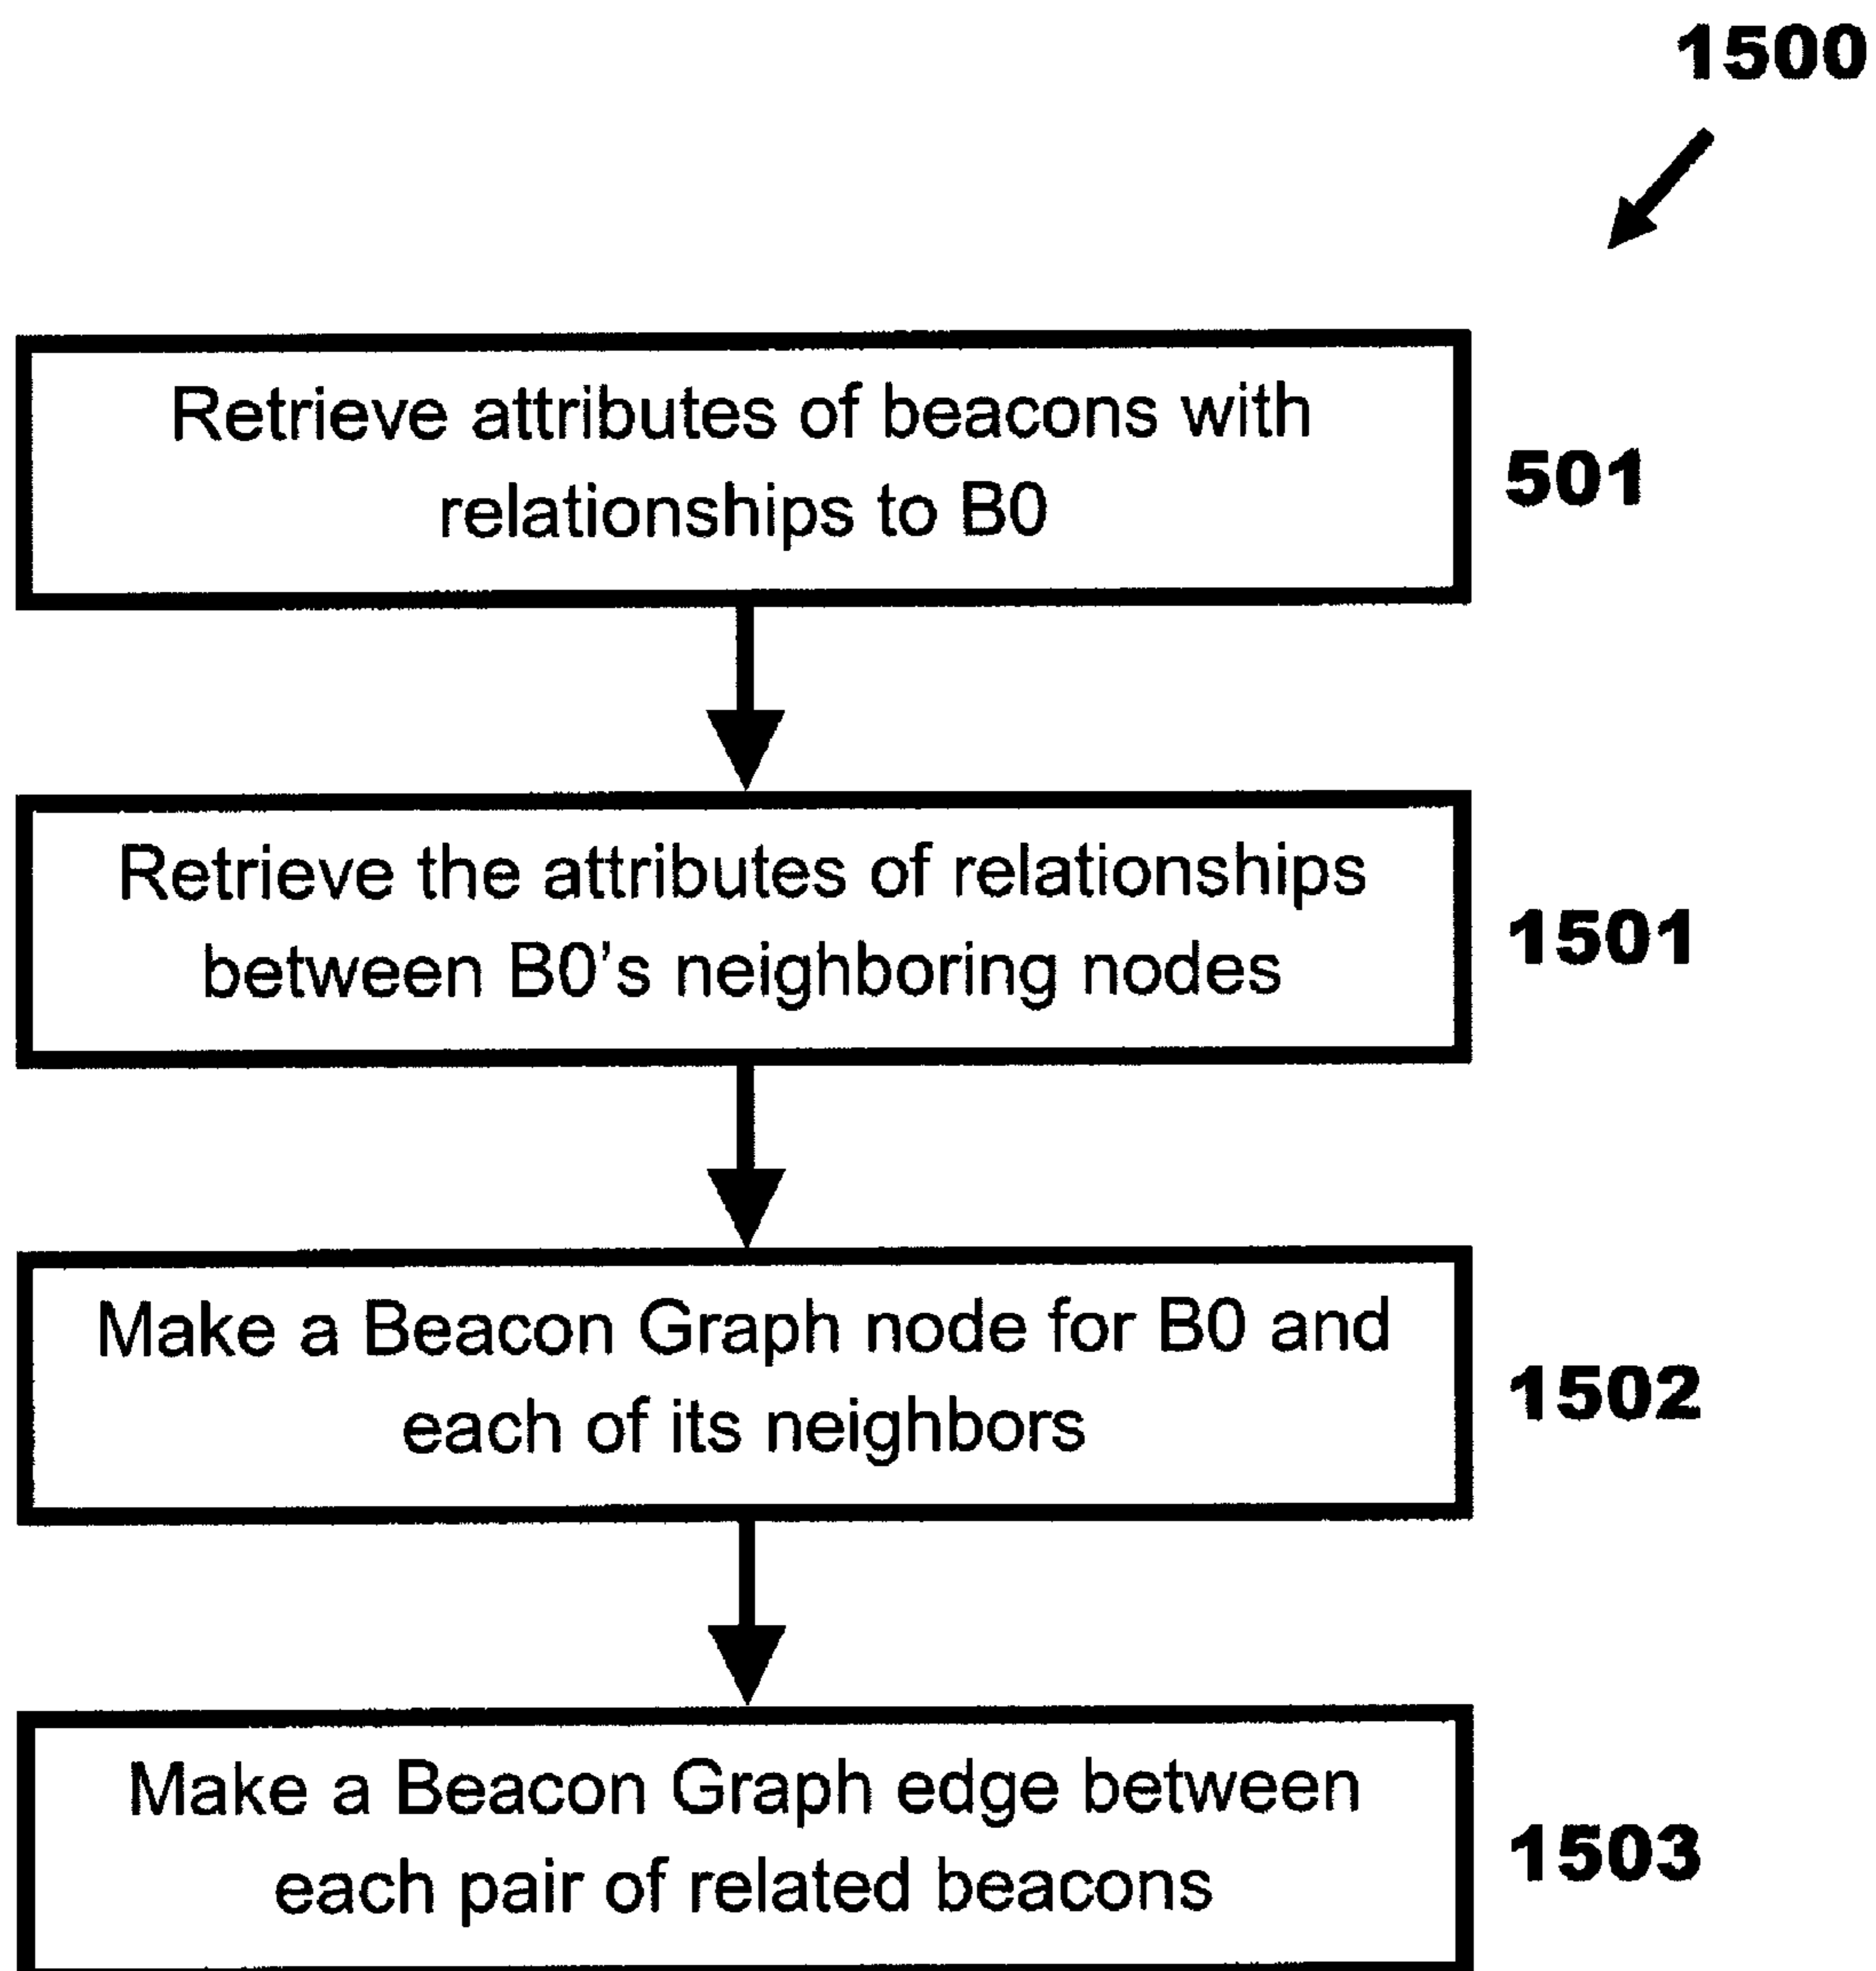 1500
Retrieve attributes of beacons with
relationships to B0
501
Retrieve the attributes of relationships
between B0's neighboring nodes
1501
Make a Beacon Graph node for B0 and
each of its neighbors
1502
Make a Beacon Graph edge between
each pair of related beacons
1503